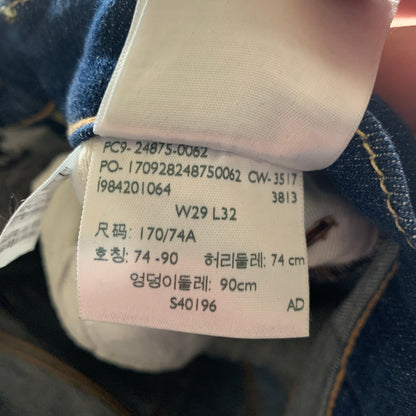 PC9- 24875-0062
PO- 170928248750062 CW-3517
I984201064 3813
W29 L32
尺码: 170/74A
호칭: 74 -90 허리둘레: 74 cm
엉덩이둘레: 90cm
S40196 AD